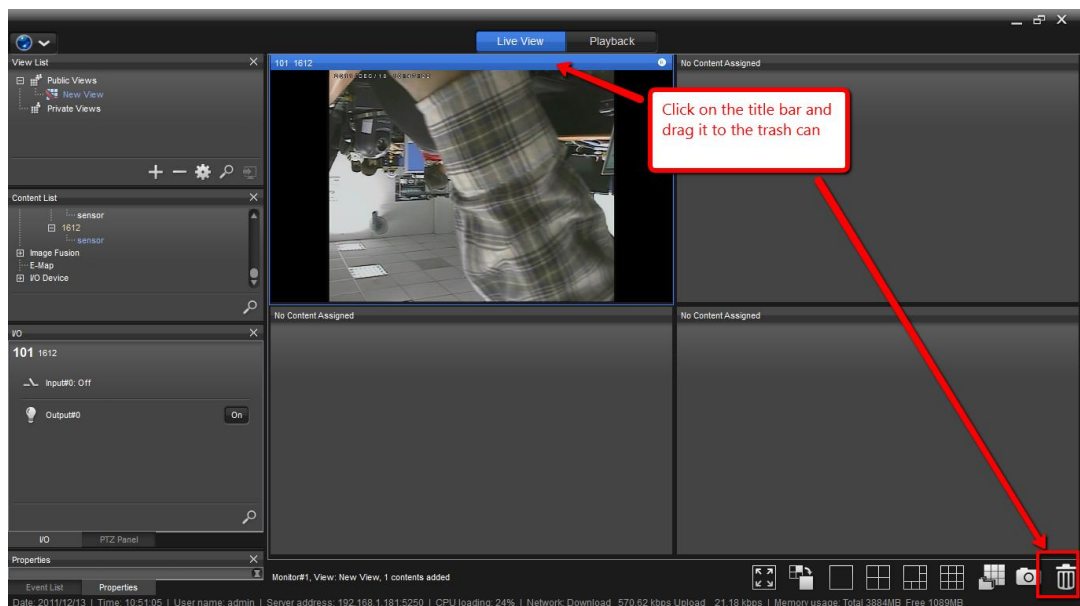 Live View Playback
View List
Public Views
New View
Private Views
Content List
sensor
1612
sensor
Image Fusion
E-Map
I/O Device
I/O
101 1612
Input#0: Off
Output#0 On
I/O PTZ Panel
Properties
Event List Properties
101 1612
No Content Assigned
Click on the title bar and
drag it to the trash can
No Content Assigned
No Content Assigned
Monitor#1, View: New View, 1 contents added
Date: 2011/12/13 | Time: 10:51:05 | User name: admin | Server address: 192.168.1.181:5250 | CPU loading: 24% | Network: Download 570.62 kbps Upload 21.18 kbps | Memory usage: Total 3884MB Free 1089MB